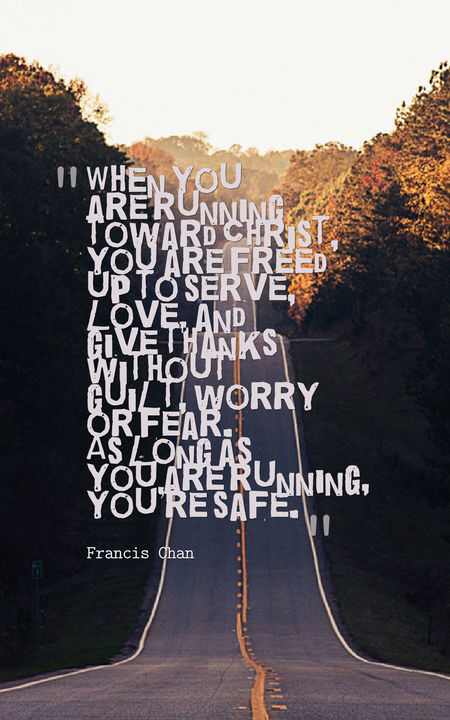 "WHEN YOU
ARE RUNNING
TOWARD CHRIST,
YOU ARE FREED
UP TO SERVE,
LOVE, AND
GIVE THANKS
WITHOUT
GUILT, WORRY
OR FEAR.
AS LONG AS
YOU'RE RUNNING,
YOU'RE SAFE."
Francis Chan